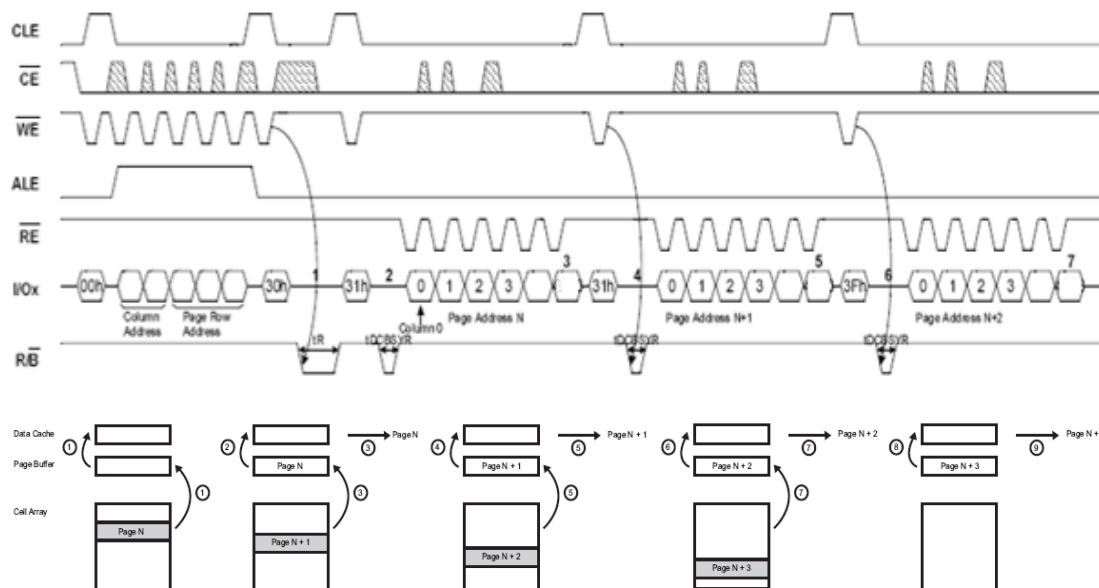 CLE
CE
WE
ALE
RE
1 2 3 4 5 6 7
I/Ox 00h 30h 31h 0 1 2 3 31h 0 1 2 3 3Fh 0 1 2 3
Column Address
Page Row Address
Column 0
Page Address N
Page Address N+1
Page Address N+2
R/B tR tDCBSYR tDCBSYR tDCBSYR
Data Cache 1 2 3 Page N 4 5 Page N + 1 6 7 Page N + 2 8 9 Page N +
Page Buffer Page N Page N + 1 Page N + 2 Page N + 3
1 3 5 7
Cell Array
Page N
Page N + 1
Page N + 2
Page N + 3